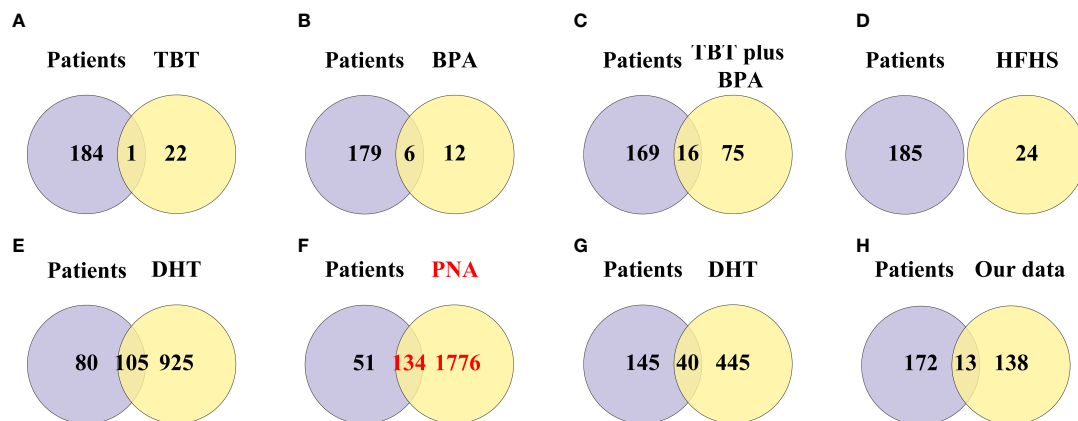 A
B
C
D
Patients TBT
Patients BPA
Patients TBT plus
BPA
Patients HFHS
184 1 22
179 6 12
169 16 75
185 24
E
F
G
H
Patients DHT
Patients PNA
Patients DHT
Patients Our data
80 105 925
51 134 1776
145 40 445
172 13 138